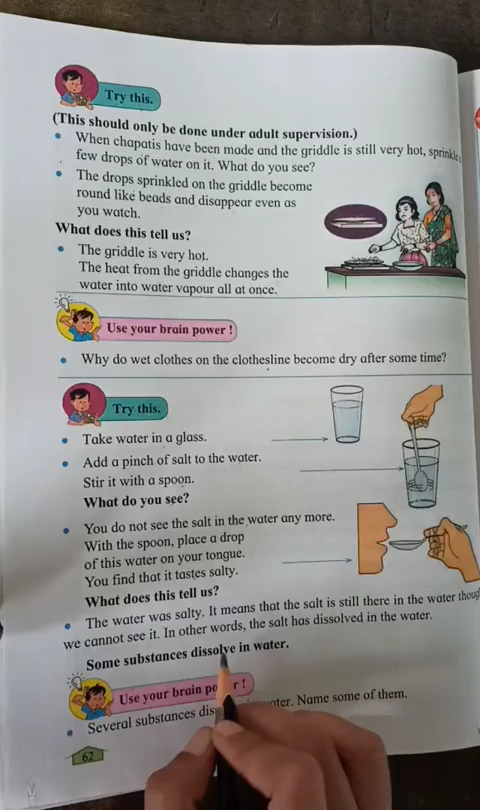 Try this.
(This should only be done under adult supervision.)
• When chapatis have been made and the griddle is still very hot, sprinkle
few drops of water on it. What do you see?
• The drops sprinkled on the griddle become
round like beads and disappear even as
you watch.
What does this tell us?
• The griddle is very hot.
The heat from the griddle changes the
water into water vapour all at once.
Use your brain power !
• Why do wet clothes on the clothesline become dry after some time?
Try this.
• Take water in a glass.
• Add a pinch of salt to the water.
Stir it with a spoon.
What do you see?
• You do not see the salt in the water any more.
With the spoon, place a drop
of this water on your tongue.
You find that it tastes salty.
What does this tell us?
• The water was salty. It means that the salt is still there in the water
we cannot see it. In other words, the salt has dissolved in the water.
Some substances dissolve in water.
Use your brain !
• Several substances Name some of them.
62